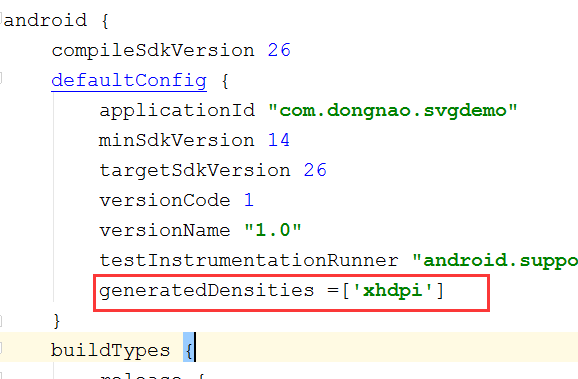 android {
compileSdkVersion 26
defaultConfig {
applicationId "com.dongnao.svgdemo"
minSdkVersion 14
targetSdkVersion 26
versionCode 1
versionName "1.0"
testInstrumentationRunner "android.suppo
generatedDensities =['xhdpi']
}
buildTypes {
release {